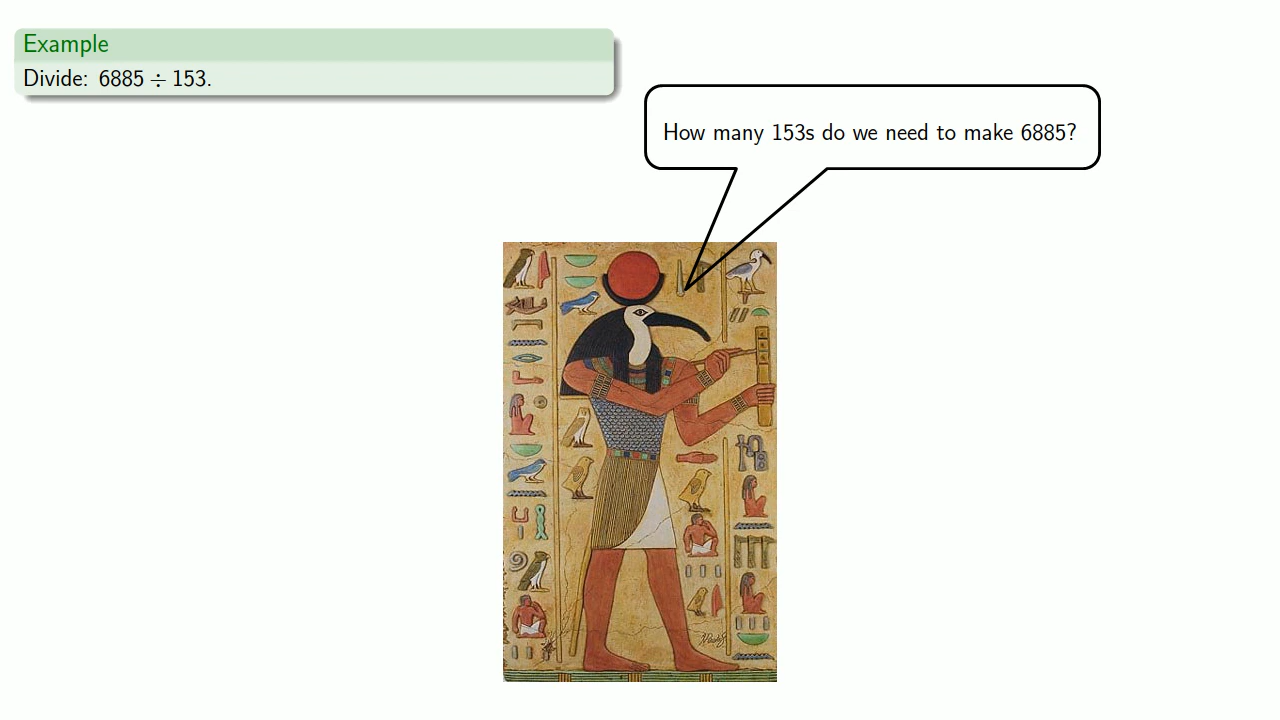 Example
Divide: 6885 ÷ 153.
How many 153s do we need to make 6885?